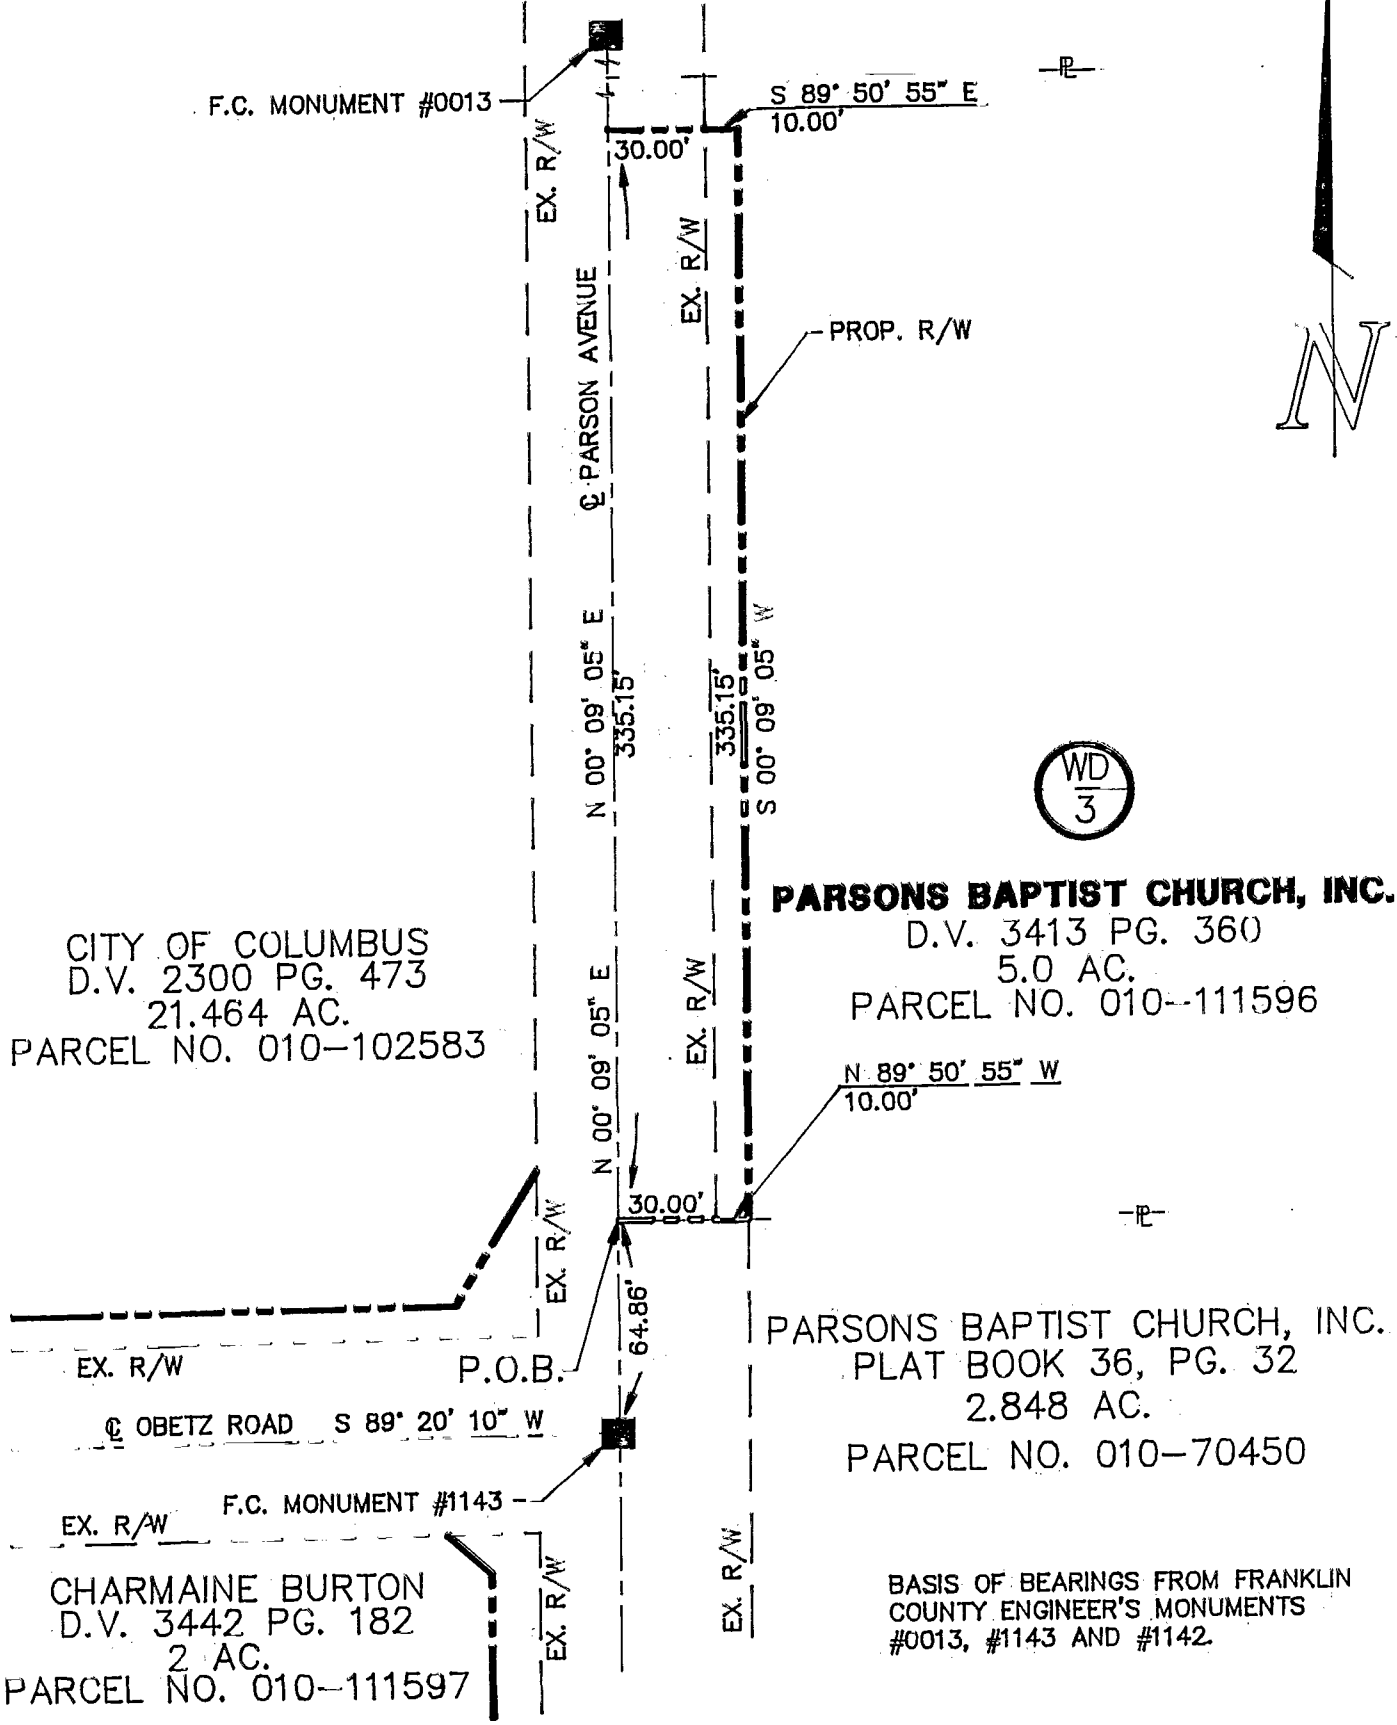 F.C. MONUMENT #0013
S 89° 50' 55" E
10.00'
PL
30.00'
EX. R/W
EX. R/W
CL PARSON AVENUE
PROP. R/W
N
N 00° 09' 05" E
335.15'
335.15'
S 00° 09' 05" W
WD
3
PARSONS BAPTIST CHURCH, INC.
D.V. 3413 PG. 360
5.0 AC.
PARCEL NO. 010--111596
CITY OF COLUMBUS
D.V. 2300 PG. 473
21.464 AC.
PARCEL NO. 010-102583
N 00° 09' 05" E
EX. R/W
N 89° 50' 55" W
10.00'
30.00'
PL
EX. R/W
64.86'
P.O.B.
EX. R/W
PARSONS BAPTIST CHURCH, INC.
PLAT BOOK 36, PG. 32
2.848 AC.
PARCEL NO. 010-70450
CL OBETZ ROAD S 89° 20' 10" W
F.C. MONUMENT #1143
EX. R/W
EX. R/W
EX. R/W
CHARMAINE BURTON
D.V. 3442 PG. 182
2 AC.
PARCEL NO. 010-111597
BASIS OF BEARINGS FROM FRANKLIN
COUNTY ENGINEER'S MONUMENTS
#0013, #1143 AND #1142.